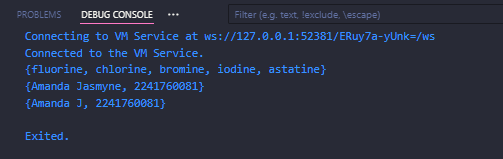 PROBLEMS DEBUG CONSOLE ... Filter (e.g. text, !exclude, \escape)
Connecting to VM Service at ws://127.0.0.1:52381/ERuy7a-yUnk=/ws
Connected to the VM Service.
{fluorine, chlorine, bromine, iodine, astatine}
{Amanda Jasmyne, 2241760081}
{Amanda J, 2241760081}
Exited.